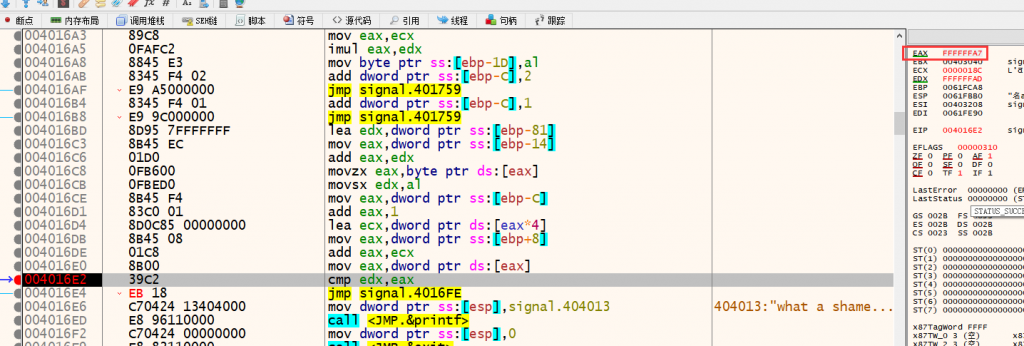 断点 内存布局 调用堆栈 SEH链 脚本 符号 源代码 引用 线程 句柄 跟踪
004016A3 89C8 mov eax,ecx
004016A5 0FAFC2 imul eax,edx
004016A8 8845 E3 mov byte ptr ss:[ebp-1D],al
004016AB 8345 F4 02 add dword ptr ss:[ebp-C],2
004016AF E9 A5000000 jmp signal.401759
004016B4 8345 F4 01 add dword ptr ss:[ebp-C],1
004016B8 E9 9C000000 jmp signal.401759
004016BD 8D95 7FFFFFFF lea edx,dword ptr ss:[ebp-81]
004016C3 8B45 EC mov eax,dword ptr ss:[ebp-14]
004016C6 01D0 add eax,edx
004016C8 0FB600 movzx eax,byte ptr ds:[eax]
004016CB 0FBED0 movsx edx,al
004016CE 8B45 F4 mov eax,dword ptr ss:[ebp-C]
004016D1 83C0 01 add eax,1
004016D4 8D0C85 00000000 lea ecx,dword ptr ds:[eax*4]
004016DB 8B45 08 mov eax,dword ptr ss:[ebp+8]
004016DE 01C8 add eax,ecx
004016E0 8B00 mov eax,dword ptr ds:[eax]
004016E2 39C2 cmp edx,eax
004016E4 EB 18 jmp signal.4016FE
004016E6 C70424 13404000 mov dword ptr ss:[esp],signal.404013 404013:"what a shame...
004016ED E8 96110000 call <JMP.&printf>
004016F2 C70424 00000000 mov dword ptr ss:[esp],0
EAX FFFFFFA7
EBX 00403040 sign
ECX 0000018C
EDX FFFFFFAD
EBP 0061FCA8
ESP 0061FBB0
ESI 00403208 sign
EDI 0061FE90
EIP 004016E2 sign
EFLAGS 00000310
ZF 0 PF 0 AF 1
OF 0 SF 0 DF 0
CF 0 TF 1 IF 1
LastError 00000000 (ER
LastStatus 00000000 (ST
STATUS_SUCCE
GS 002B FS
ES 002B DS 002B
CS 0023 SS 002B
ST(0) 0000000000000
ST(1) 0000000000000
ST(2) 0000000000000
ST(3) 0000000000000
ST(4) 0000000000000
ST(5) 0000000000000
ST(6) 0000000000000
ST(7) 0000000000000
x87TagWord FFFF
x87TW_0 3 (空)
x87TW_2 3 (空)